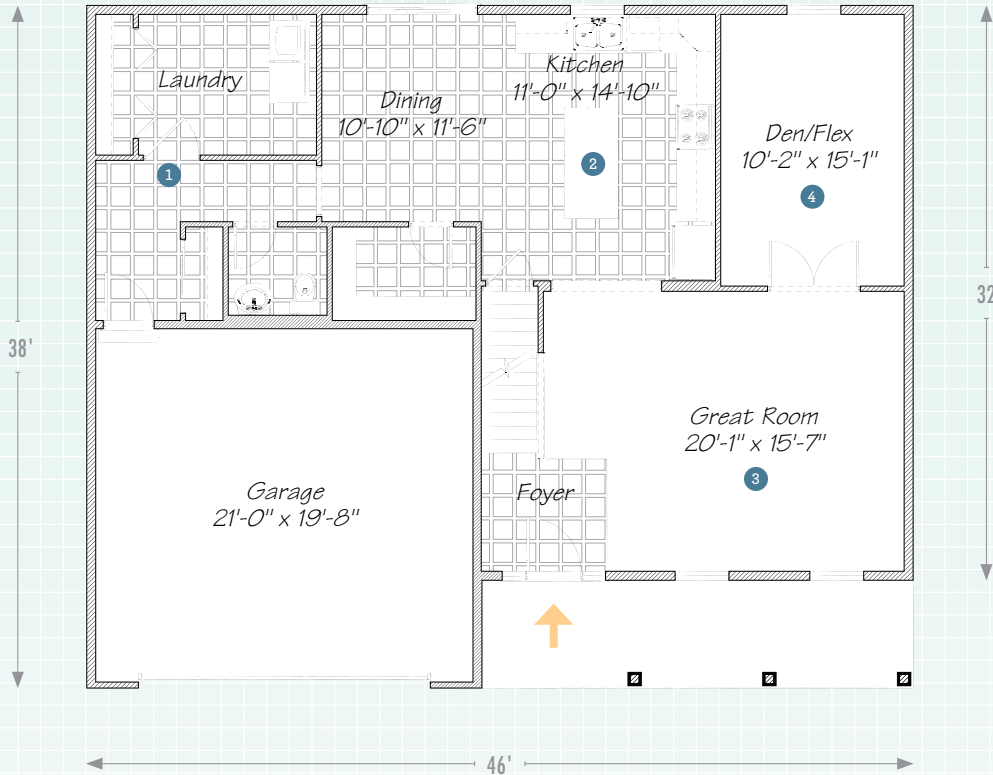 Laundry
Dining
10'-10" x 11'-6"
Kitchen
11'-0" x 14'-10"
Den/Flex
10'-2" x 15'-1"
1
2
4
32
38'
Great Room
20'-1" x 15'-7"
3
Garage
21'-0" x 19'-8"
Foyer
46'